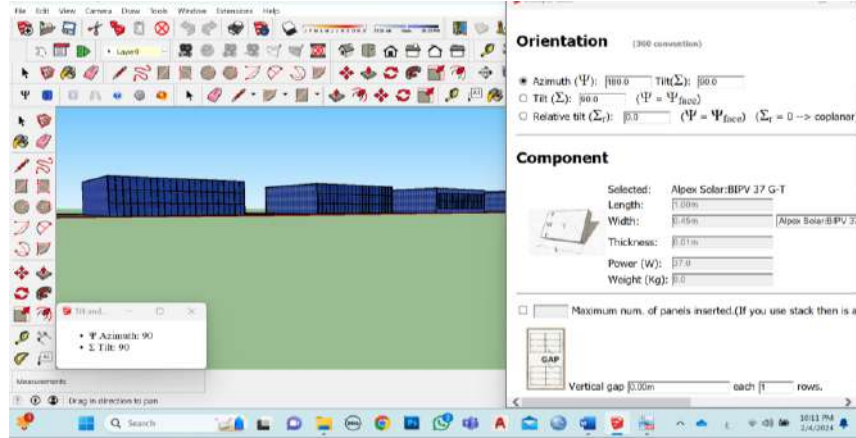 File Edit View Camera Draw Tools Window Extensions Help
Layer0
Tilt and...
Ψ Azimuth: 90
Σ Tilt: 90
Measurements
Drag in direction to pan
Orientation (360 convention)
Azimuth (Ψ): 180.0 Tilt(Σ): 90.0
Tilt (Σ): 90.0 (Ψ = Ψface)
Relative tilt (Σr): 0.0 (Ψ = Ψface) (Σr = 0 --> coplanar
Component
Selected: Alpex Solar:BIPV 37 G-T
Length: 1.00m
Width: 0.45m Alpex Solar:BIPV 37
Thickness: 0.01m
Power (W): 37.0
Weight (Kg): 0.0
Maximum num. of panels inserted.(If you use stack then is a
GAP
Vertical gap 0.00m each 1 rows.
Search
10:11 PM
2/4/2024